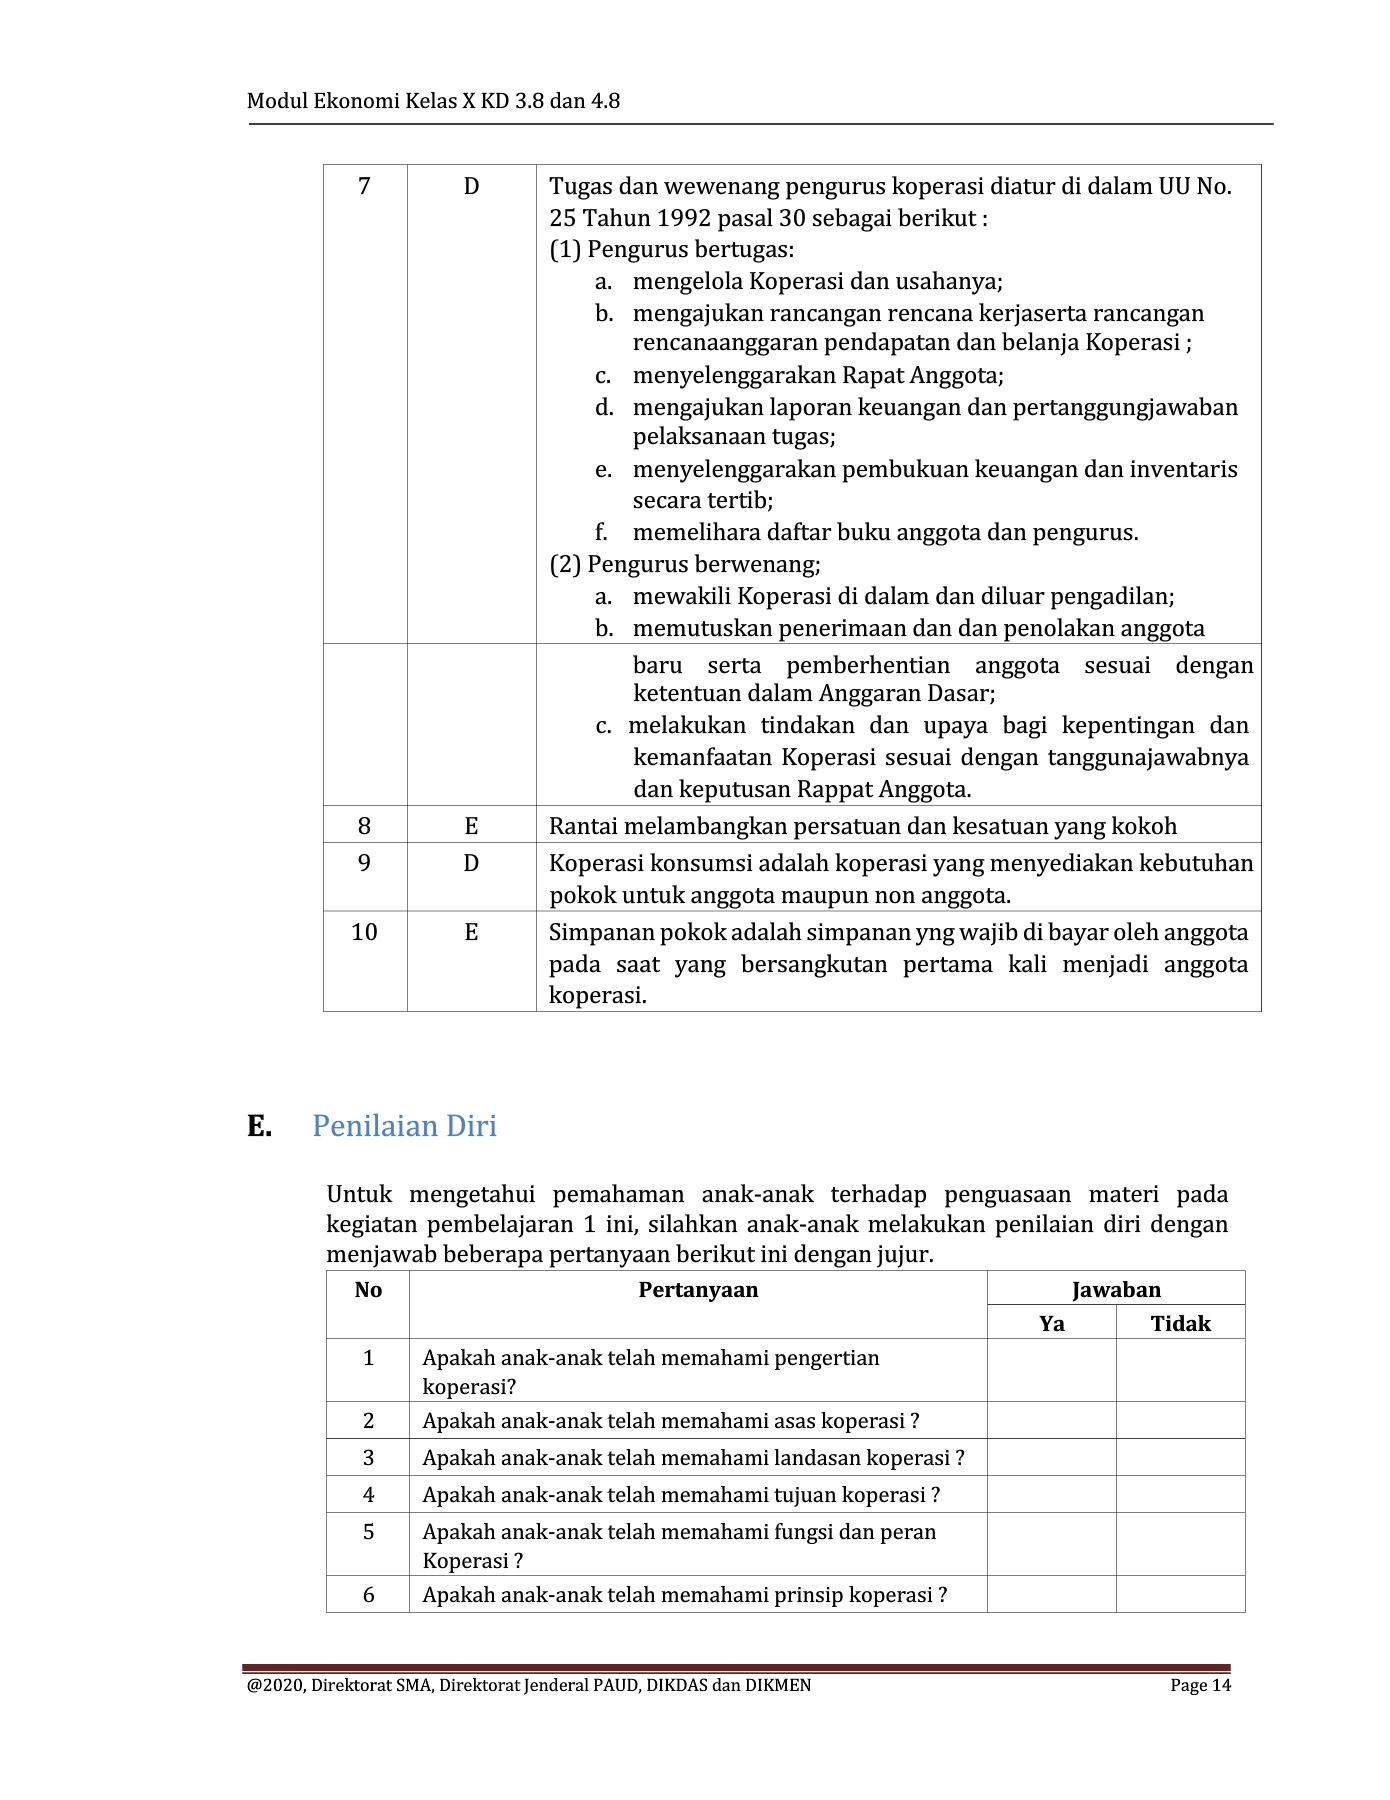 Modul Ekonomi Kelas X KD 3.8 dan 4.8
7 D Tugas dan wewenang pengurus koperasi diatur di dalam UU No.
25 Tahun 1992 pasal 30 sebagai berikut :
(1) Pengurus bertugas:
a. mengelola Koperasi dan usahanya;
b. mengajukan rancangan rencana kerjaserta rancangan
rencanaanggaran pendapatan dan belanja Koperasi ;
c. menyelenggarakan Rapat Anggota;
d. mengajukan laporan keuangan dan pertanggungjawaban
pelaksanaan tugas;
e. menyelenggarakan pembukuan keuangan dan inventaris
secara tertib;
f. memelihara daftar buku anggota dan pengurus.
(2) Pengurus berwenang;
a. mewakili Koperasi di dalam dan diluar pengadilan;
b. memutuskan penerimaan dan dan penolakan anggota
baru serta pemberhentian anggota sesuai dengan
ketentuan dalam Anggaran Dasar;
c. melakukan tindakan dan upaya bagi kepentingan dan
kemanfaatan Koperasi sesuai dengan tanggunajawabnya
dan keputusan Rappat Anggota.
8 E Rantai melambangkan persatuan dan kesatuan yang kokoh
9 D Koperasi konsumsi adalah koperasi yang menyediakan kebutuhan
pokok untuk anggota maupun non anggota.
10 E Simpanan pokok adalah simpanan yng wajib di bayar oleh anggota
pada saat yang bersangkutan pertama kali menjadi anggota
koperasi.
E. Penilaian Diri
Untuk mengetahui pemahaman anak-anak terhadap penguasaan materi pada
kegiatan pembelajaran 1 ini, silahkan anak-anak melakukan penilaian diri dengan
menjawab beberapa pertanyaan berikut ini dengan jujur.
No Pertanyaan Jawaban
Ya Tidak
1 Apakah anak-anak telah memahami pengertian
koperasi?
2 Apakah anak-anak telah memahami asas koperasi ?
3 Apakah anak-anak telah memahami landasan koperasi ?
4 Apakah anak-anak telah memahami tujuan koperasi ?
5 Apakah anak-anak telah memahami fungsi dan peran
Koperasi ?
6 Apakah anak-anak telah memahami prinsip koperasi ?
@2020, Direktorat SMA, Direktorat Jenderal PAUD, DIKDAS dan DIKMEN Page 14